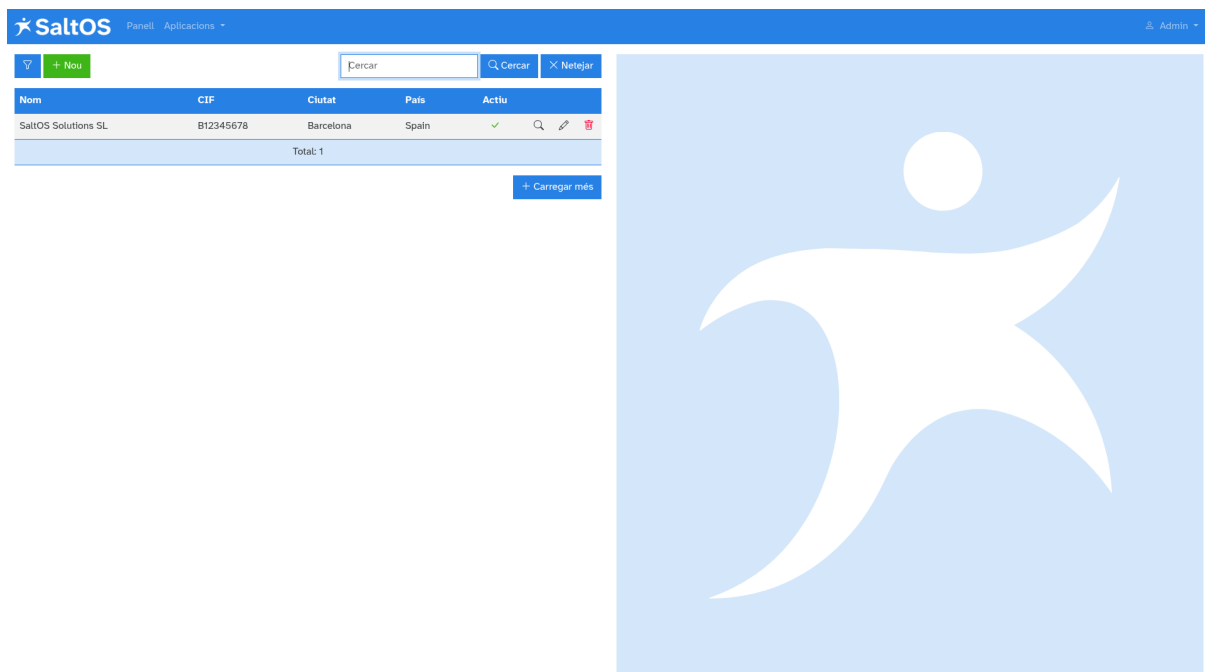 SaltOS Panell Aplicacions Admin
Nou Cercar Cercar Netejar
Nom CIF Ciutat País Actiu
SaltOS Solutions SL B12345678 Barcelona Spain
Total: 1
+ Carregar més